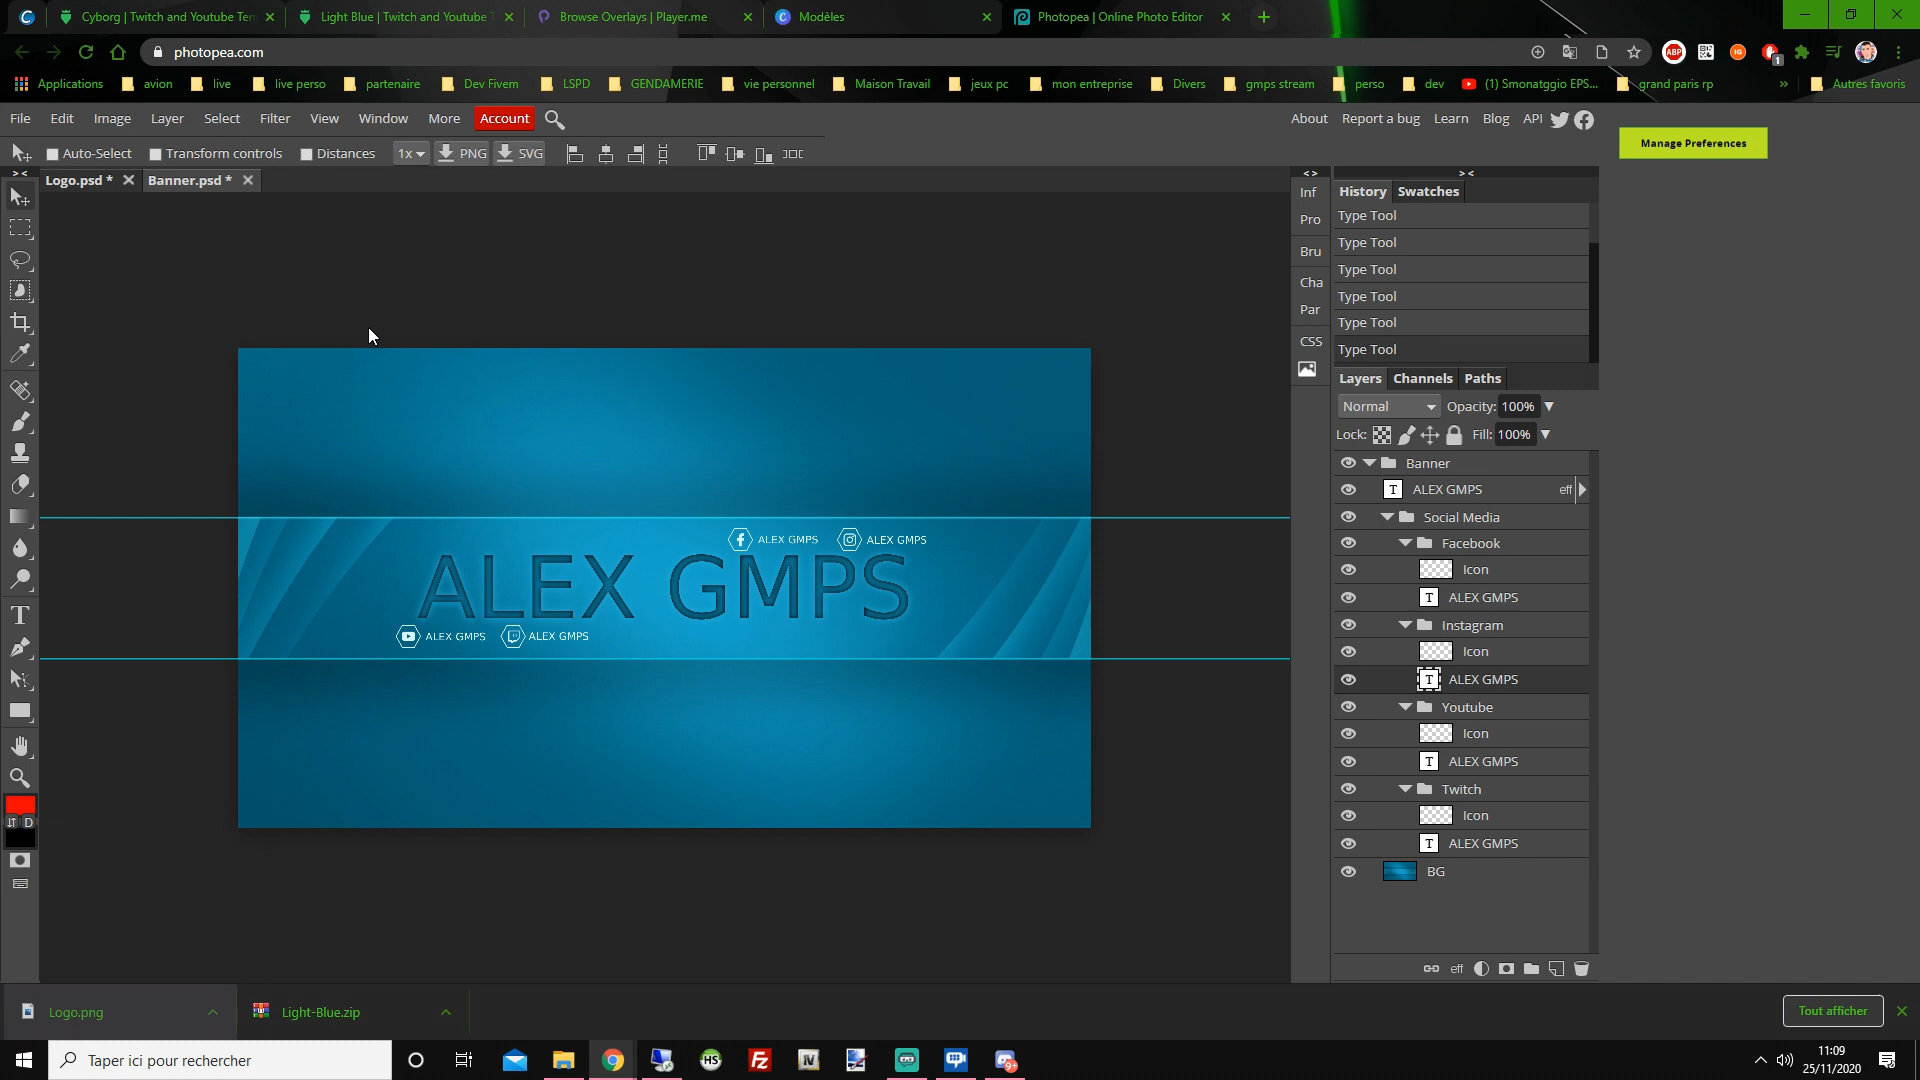 Cyborg | Twitch and Youtube Tem
Light Blue | Twitch and Youtube T
Browse Overlays | Player.me
Modèles
Photopea | Online Photo Editor
photopea.com
ABP
1
Applications
avion
live
live perso
partenaire
Dev Fivem
LSPD
GENDAMERIE
vie personnel
Maison Travail
jeux pc
mon entreprise
Divers
gmps stream
perso
dev
(1) Smonatggio EPS...
grand paris rp
»
Autres favoris
File
Edit
Image
Layer
Select
Filter
View
Window
More
Account
About
Report a bug
Learn
Blog
API
Manage Preferences
Auto-Select
Transform controls
Distances
1x
PNG
SVG
Logo.psd *
Banner.psd *
Inf
Pro
Bru
Cha
Par
CSS
History
Swatches
Type Tool
Type Tool
Type Tool
Type Tool
Type Tool
Type Tool
Layers
Channels
Paths
Normal
Opacity: 100%
Lock:
Fill: 100%
Banner
T ALEX GMPS eff
Social Media
Facebook
Icon
T ALEX GMPS
Instagram
Icon
T ALEX GMPS
Youtube
Icon
T ALEX GMPS
Twitch
Icon
T ALEX GMPS
BG
eff
ALEX GMPS
ALEX GMPS
ALEX GMPS
ALEX GMPS
ALEX GMPS
D
Logo.png
Light-Blue.zip
Tout afficher
Taper ici pour rechercher
HS
FZ
IV
9+
11:09
25/11/2020